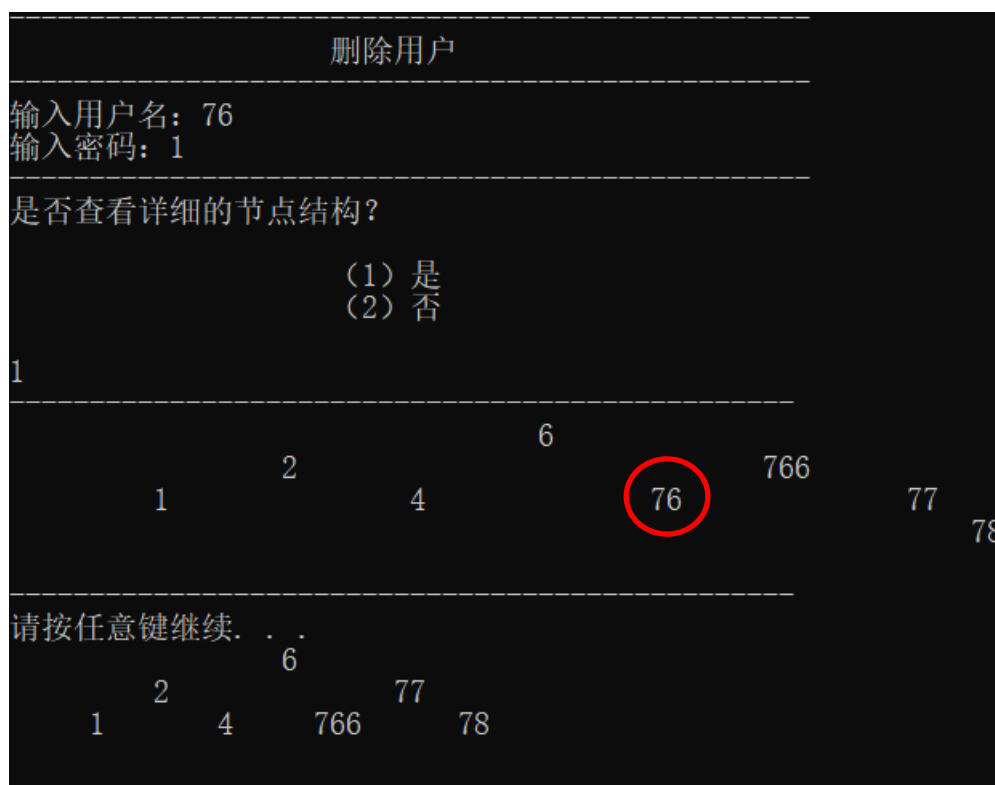 删除用户
输入用户名：76
输入密码：1
是否查看详细的节点结构？
（1）是
（2）否
1
6
2 766
1 4 76 77
78
请按任意键继续. . .
6
2 77
1 4 766 78